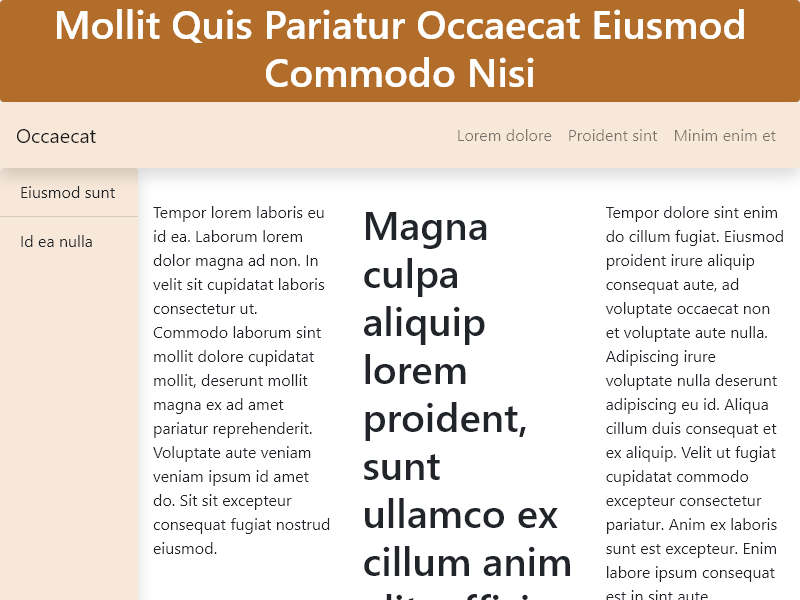 Mollit Quis Pariatur Occaecat Eiusmod
Commodo Nisi
Occaecat
Lorem dolore
Proident sint
Minim enim et
Eiusmod sunt
Id ea nulla
Tempor lorem laboris eu
id ea. Laborum lorem
dolor magna ad non. In
velit sit cupidatat laboris
consectetur ut.
Commodo laborum sint
mollit dolore cupidatat
mollit, deserunt mollit
magna ex ad amet
pariatur reprehenderit.
Voluptate aute veniam
veniam ipsum id amet
do. Sit sit excepteur
consequat fugiat nostrud
eiusmod.
Magna
culpa
aliquip
lorem
proident,
sunt
ullamco ex
cillum anim
Tempor dolore sint enim
do cillum fugiat. Eiusmod
proident irure aliquip
consequat aute, ad
voluptate occaecat non
et voluptate aute nulla.
Adipiscing irure
voluptate nulla deserunt
adipiscing eu id. Aliqua
cillum duis consequat et
ex aliquip. Velit ut fugiat
cupidatat commodo
excepteur consectetur
pariatur. Anim ex laboris
sunt est excepteur. Enim
labore ipsum consequat
est in sint aute